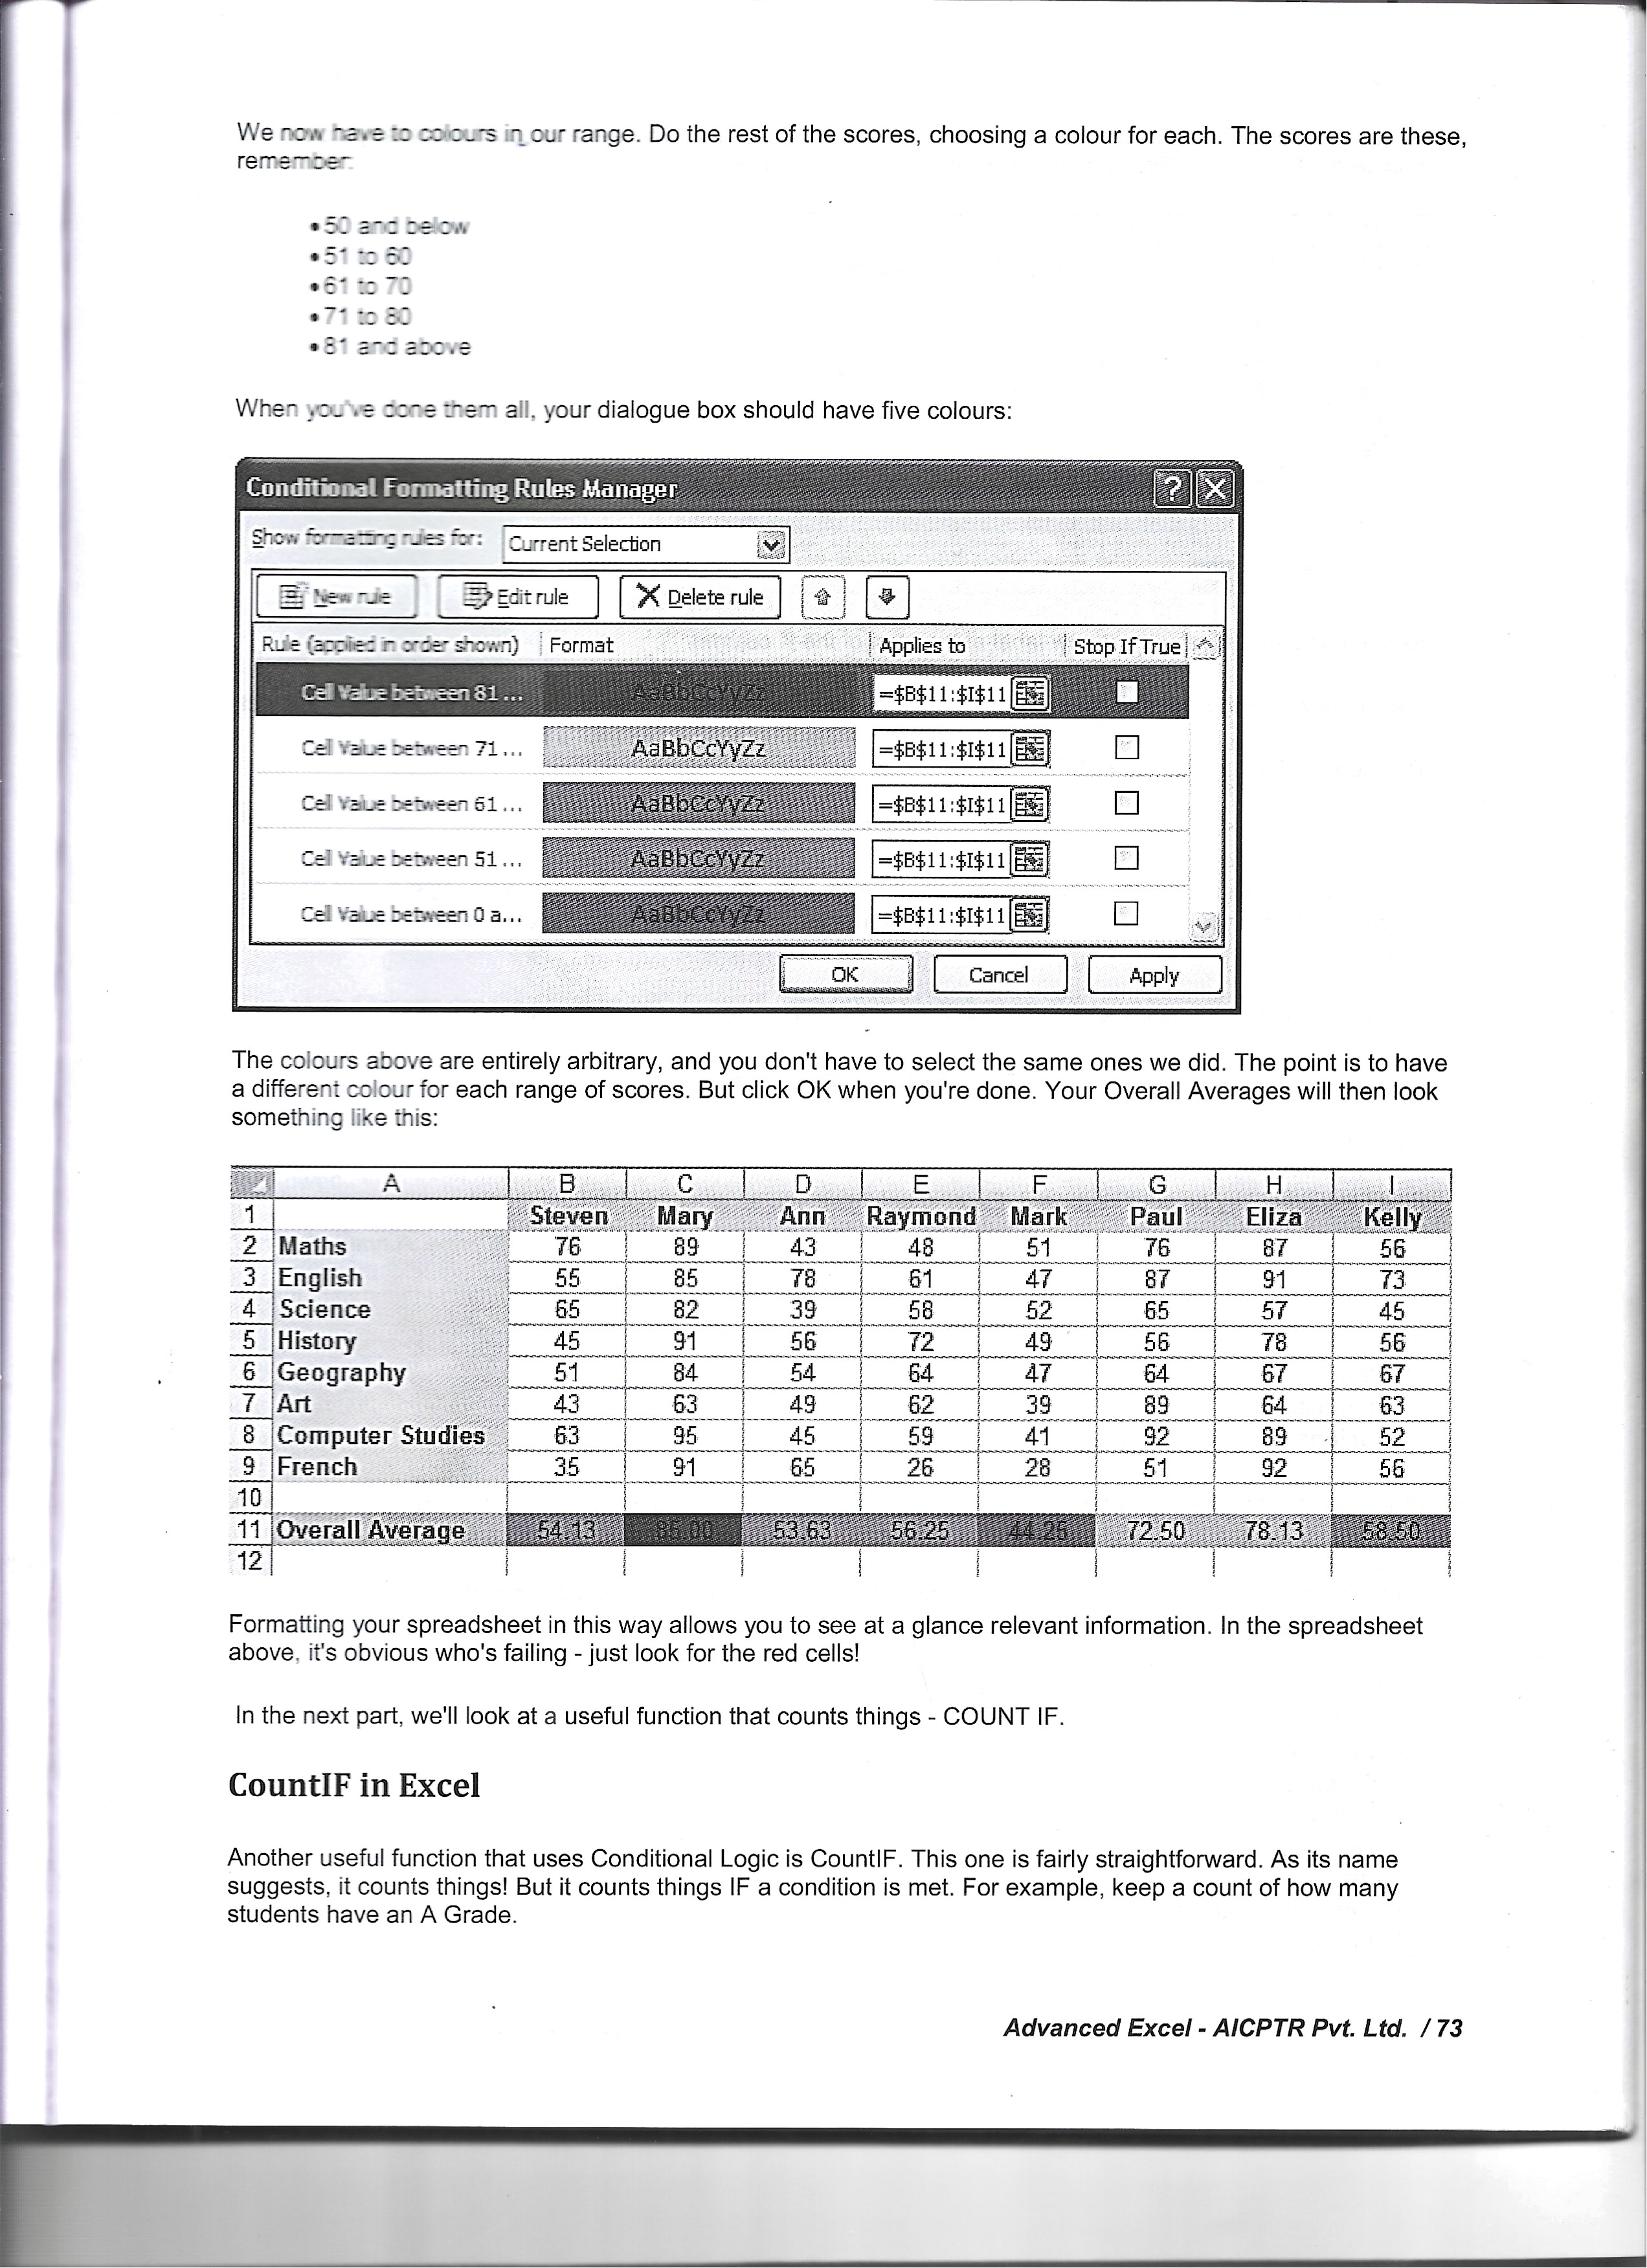 We now have to colours in our range. Do the rest of the scores, choosing a colour for each. The scores are these,
remember:
• 50 and below
• 51 to 60
• 61 to 70
• 71 to 80
• 81 and above
When you've done them all, your dialogue box should have five colours:
Conditional Formatting Rules Manager ? X
Show formatting rules for: Current Selection
New rule Edit rule Delete rule
Rule (applied in order shown) Format Applies to Stop If True
Cell Value between 81 ... AaBbCcYyZz =$B$11:$I$11
Cell Value between 71 ... AaBbCcYyZz =$B$11:$I$11
Cell Value between 61 ... AaBbCcYyZz =$B$11:$I$11
Cell Value between 51 ... AaBbCcYyZz =$B$11:$I$11
Cell Value between 0 a... AaBbCcYyZz =$B$11:$I$11
OK Cancel Apply
The colours above are entirely arbitrary, and you don't have to select the same ones we did. The point is to have
a different colour for each range of scores. But click OK when you're done. Your Overall Averages will then look
something like this:
A B C D E F G H I
1 Steven Mary Ann Raymond Mark Paul Eliza Kelly
2 Maths 76 89 43 48 51 76 87 56
3 English 55 85 78 61 47 87 91 73
4 Science 65 82 39 58 52 65 57 45
5 History 45 91 56 72 49 56 78 56
6 Geography 51 84 54 64 47 64 67 67
7 Art 43 63 49 62 39 89 64 63
8 Computer Studies 63 95 45 59 41 92 89 52
9 French 35 91 65 26 28 51 92 56
10
11 Overall Average 54.13 85.00 53.63 56.25 44.25 72.50 78.13 58.50
12
Formatting your spreadsheet in this way allows you to see at a glance relevant information. In the spreadsheet
above, it's obvious who's failing - just look for the red cells!
In the next part, we'll look at a useful function that counts things - COUNT IF.
CountIF in Excel
Another useful function that uses Conditional Logic is CountIF. This one is fairly straightforward. As its name
suggests, it counts things! But it counts things IF a condition is met. For example, keep a count of how many
students have an A Grade.
Advanced Excel - AICPTR Pvt. Ltd. / 73